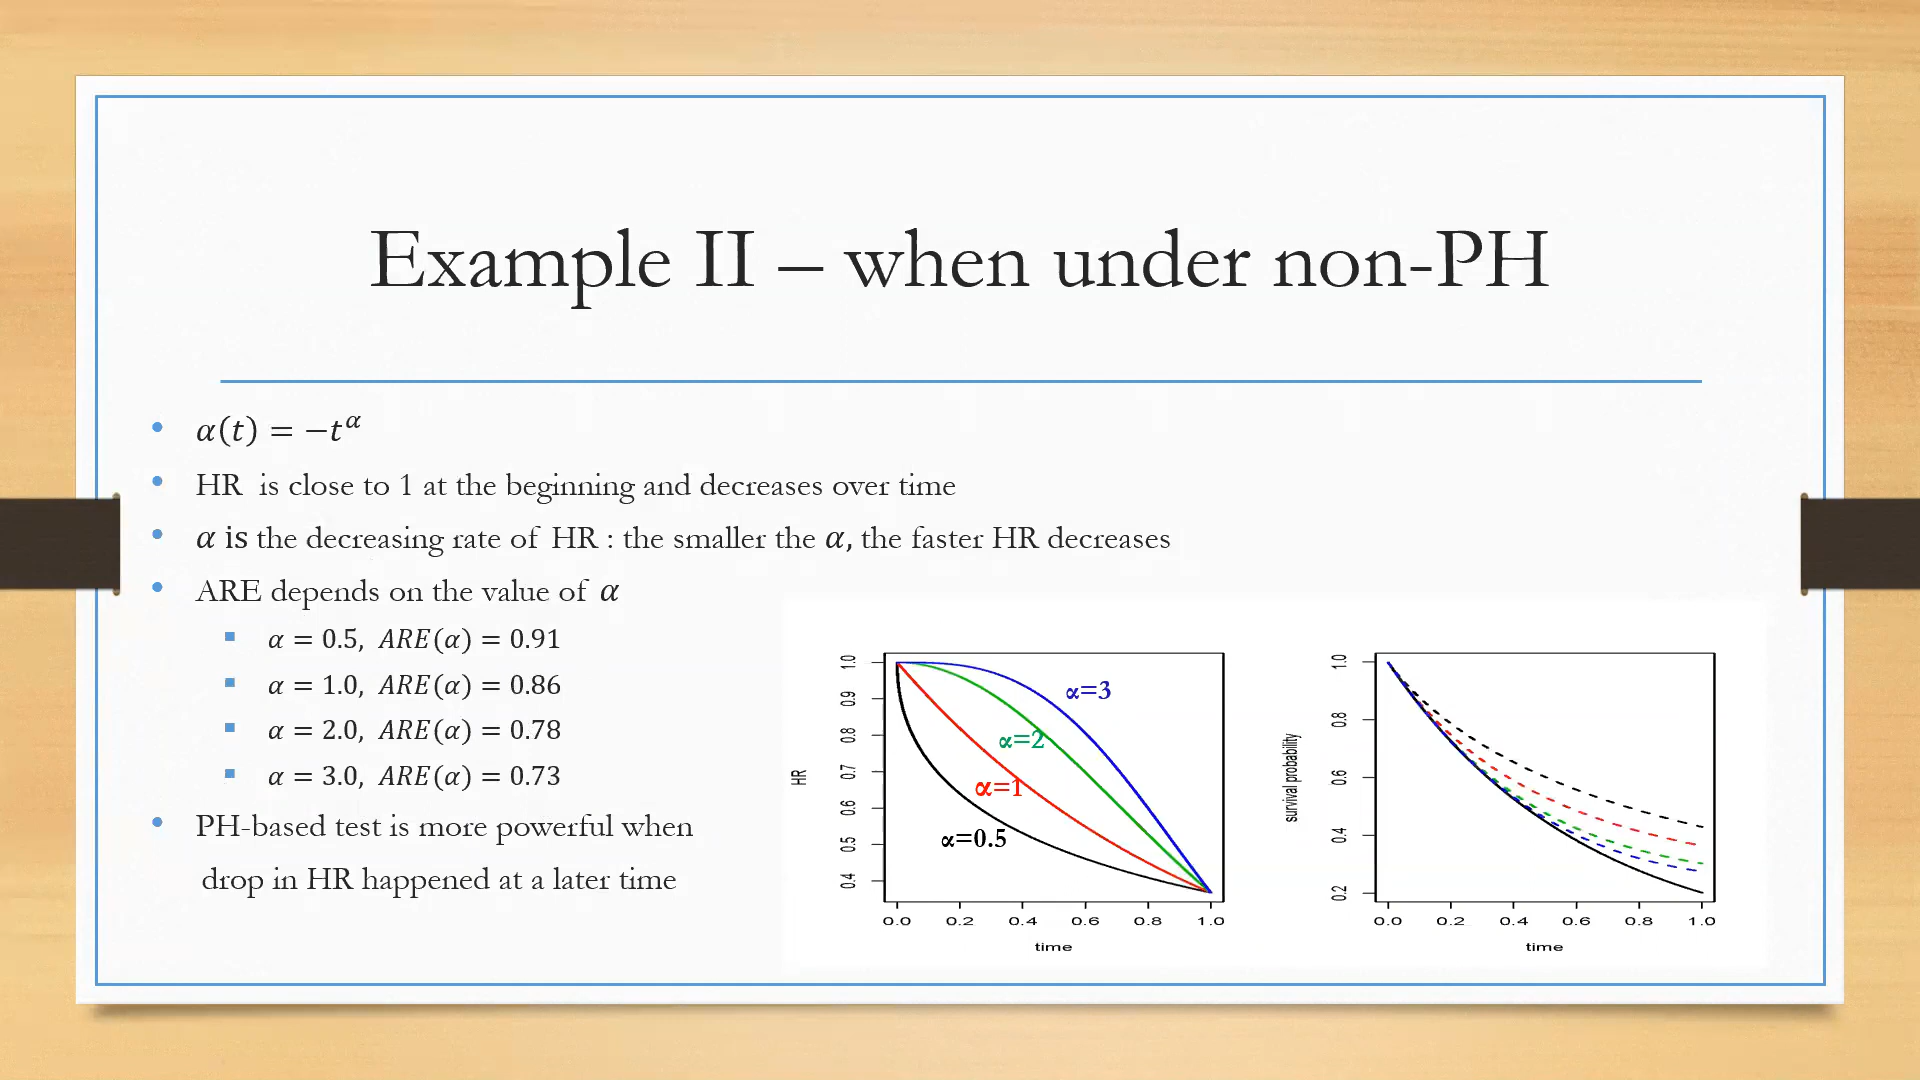 Example II – when under non-PH
• α(t) = −t^α
• HR is close to 1 at the beginning and decreases over time
• α is the decreasing rate of HR : the smaller the α, the faster HR decreases
• ARE depends on the value of α
▪ α = 0.5, ARE(α) = 0.91
▪ α = 1.0, ARE(α) = 0.86
▪ α = 2.0, ARE(α) = 0.78
▪ α = 3.0, ARE(α) = 0.73
• PH-based test is more powerful when
drop in HR happened at a later time
HR
1.0
0.9
0.8
0.7
0.6
0.5
0.4
α=3
α=2
α=1
α=0.5
0.0 0.2 0.4 0.6 0.8 1.0
time
survival probability
1.0
0.8
0.6
0.4
0.2
0.0 0.2 0.4 0.6 0.8 1.0
time